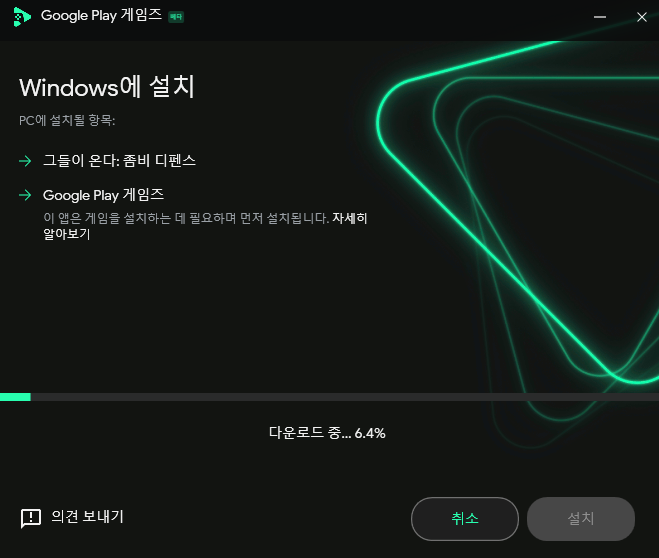 Google Play 게임즈 베타
Windows에 설치
PC에 설치될 항목:
그들이 온다: 좀비 디펜스
Google Play 게임즈
이 앱은 게임을 설치하는 데 필요하며 먼저 설치됩니다. 자세히
알아보기
다운로드 중... 6.4%
의견 보내기
취소
설치